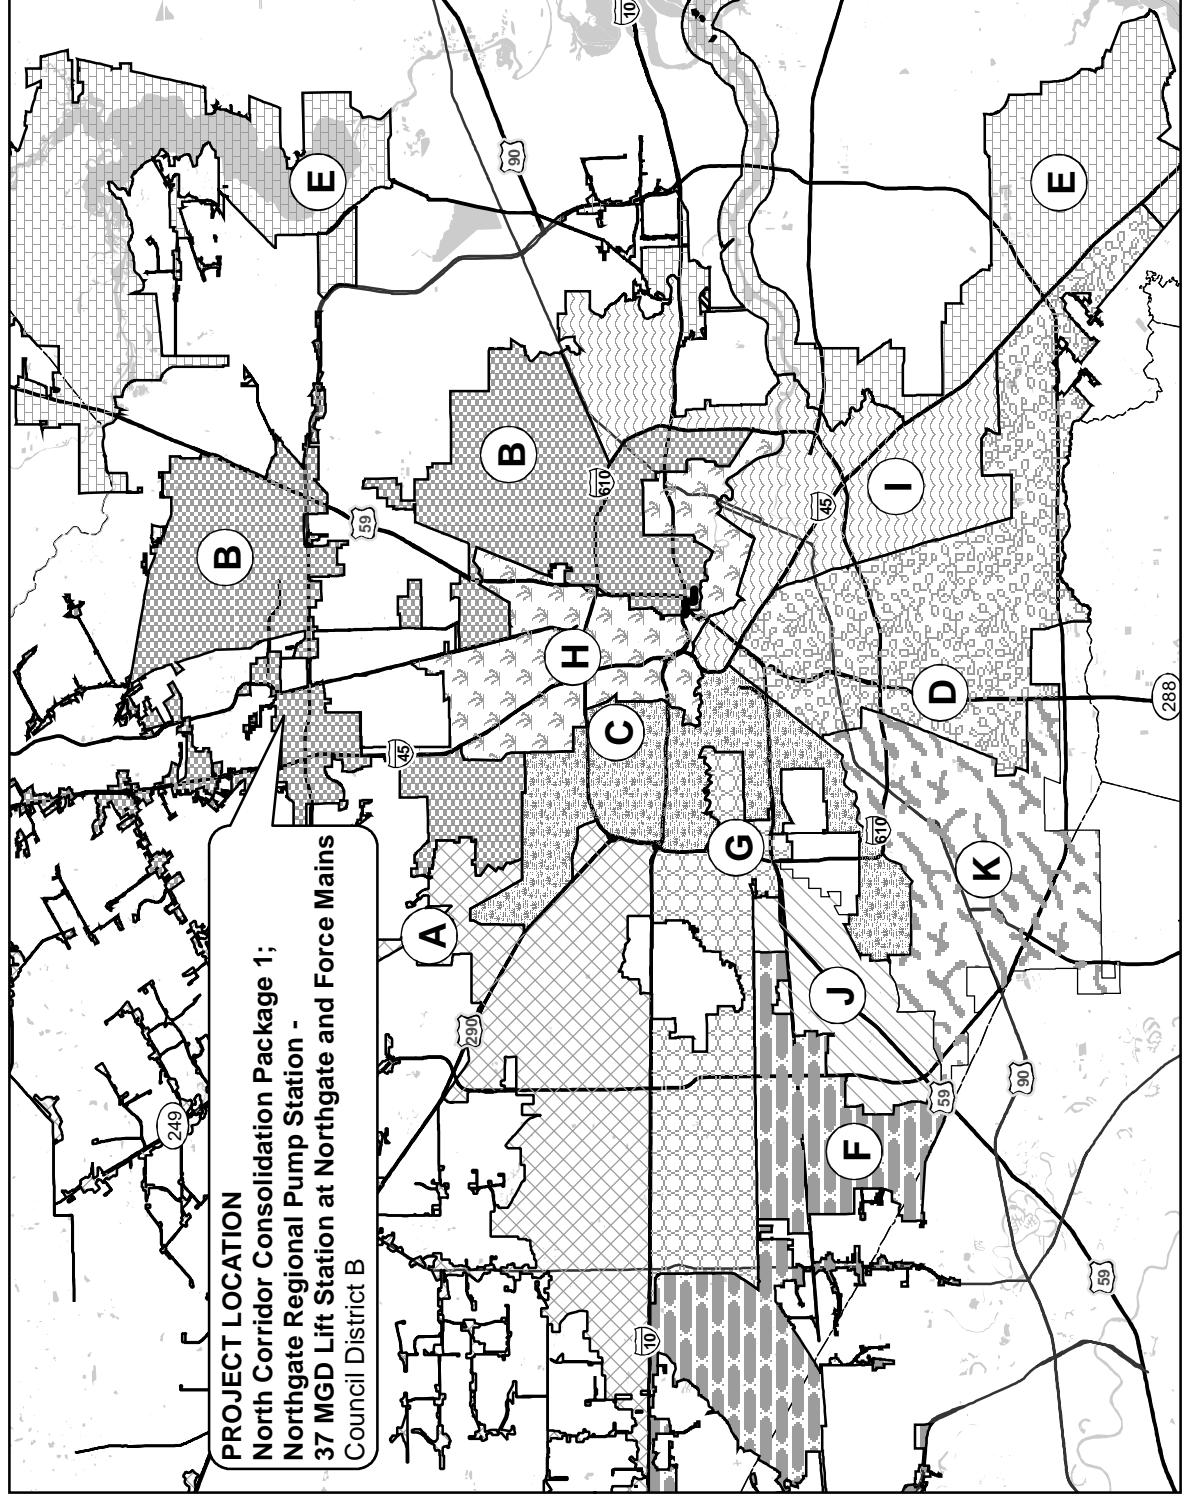 249
B
PROJECT LOCATION
North Corridor Consolidation Package 1;
Northgate Regional Pump Station -
37 MGD Lift Station at Northgate and Force Mains
Council District B
E
59
45
A
290
B
90
H
610
C
10
10
G
45
J
F
610
I
D
59
K
90
E
59
288